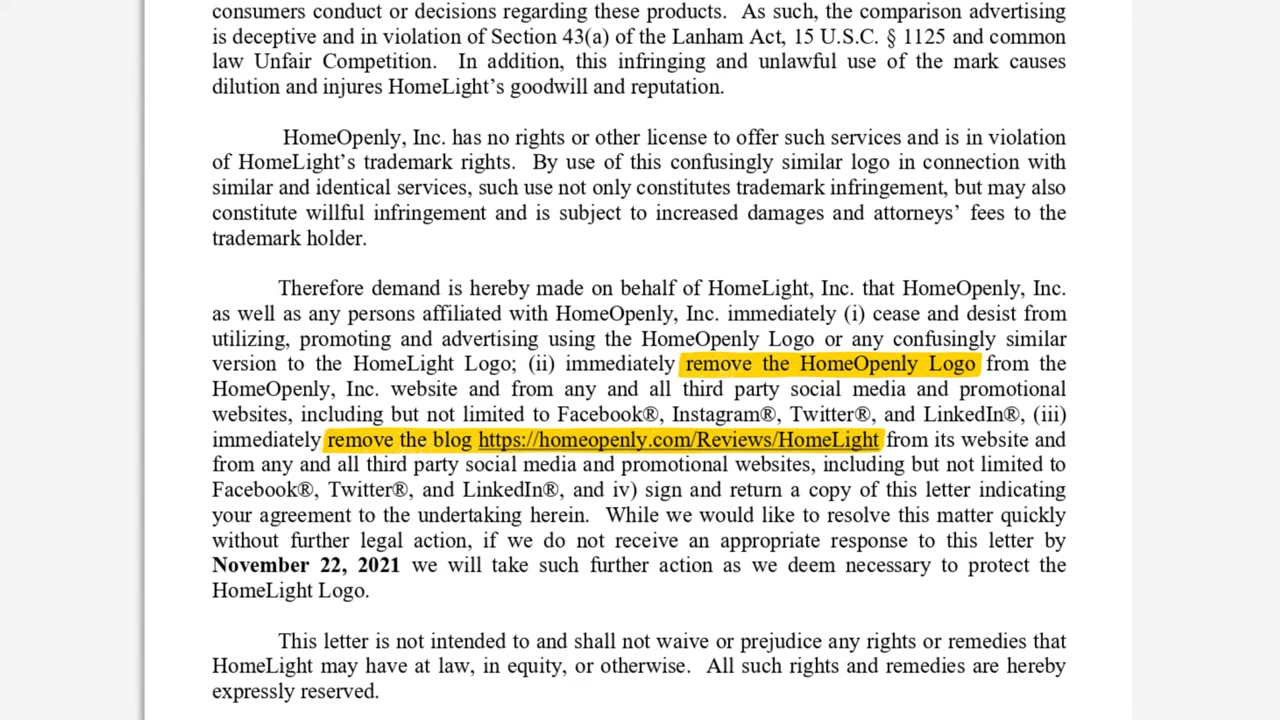 consumers conduct or decisions regarding these products.  As such, the comparison advertising
is deceptive and in violation of Section 43(a) of the Lanham Act, 15 U.S.C. § 1125 and common
law Unfair Competition.  In addition, this infringing and unlawful use of the mark causes
dilution and injures HomeLight’s goodwill and reputation.
HomeOpenly, Inc. has no rights or other license to offer such services and is in violation
of HomeLight’s trademark rights.  By use of this confusingly similar logo in connection with
similar and identical services, such use not only constitutes trademark infringement, but may also
constitute willful infringement and is subject to increased damages and attorneys’ fees to the
trademark holder.
Therefore demand is hereby made on behalf of HomeLight, Inc. that HomeOpenly, Inc.
as well as any persons affiliated with HomeOpenly, Inc. immediately (i) cease and desist from
utilizing, promoting and advertising using the HomeOpenly Logo or any confusingly similar
version to the HomeLight Logo; (ii) immediately remove the HomeOpenly Logo from the
HomeOpenly, Inc. website and from any and all third party social media and promotional
websites, including but not limited to Facebook®, Instagram®, Twitter®, and LinkedIn®, (iii)
immediately remove the blog https://homeopenly.com/Reviews/HomeLight from its website and
from any and all third party social media and promotional websites, including but not limited to
Facebook®, Twitter®, and LinkedIn®, and iv) sign and return a copy of this letter indicating
your agreement to the undertaking herein.  While we would like to resolve this matter quickly
without further legal action, if we do not receive an appropriate response to this letter by
November 22, 2021 we will take such further action as we deem necessary to protect the
HomeLight Logo.
This letter is not intended to and shall not waive or prejudice any rights or remedies that
HomeLight may have at law, in equity, or otherwise.  All such rights and remedies are hereby
expressly reserved.